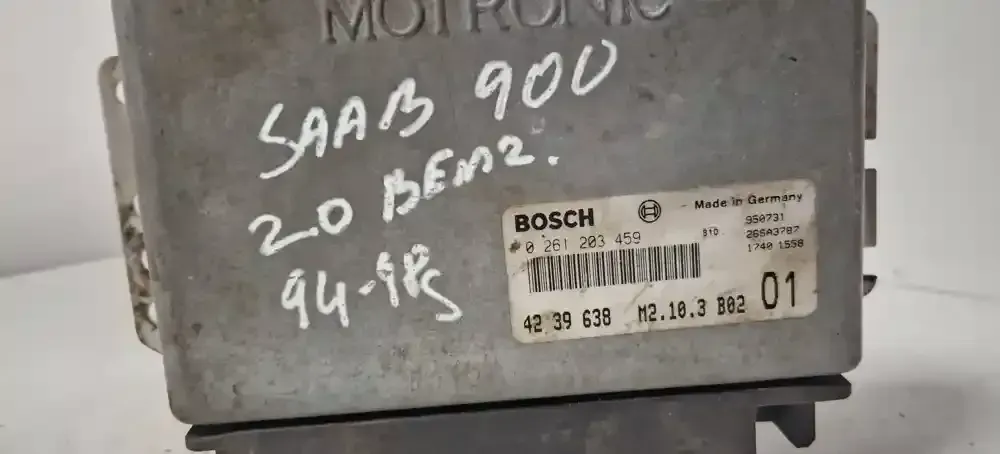 MOTRONIC
SAAB 900
2.0 BENZ.
94-98
BOSCH
Made in Germany
0 261 203 459
950731
STD. 26SA3787
1740 1558
42 39 638 M2.10.3 B02 01